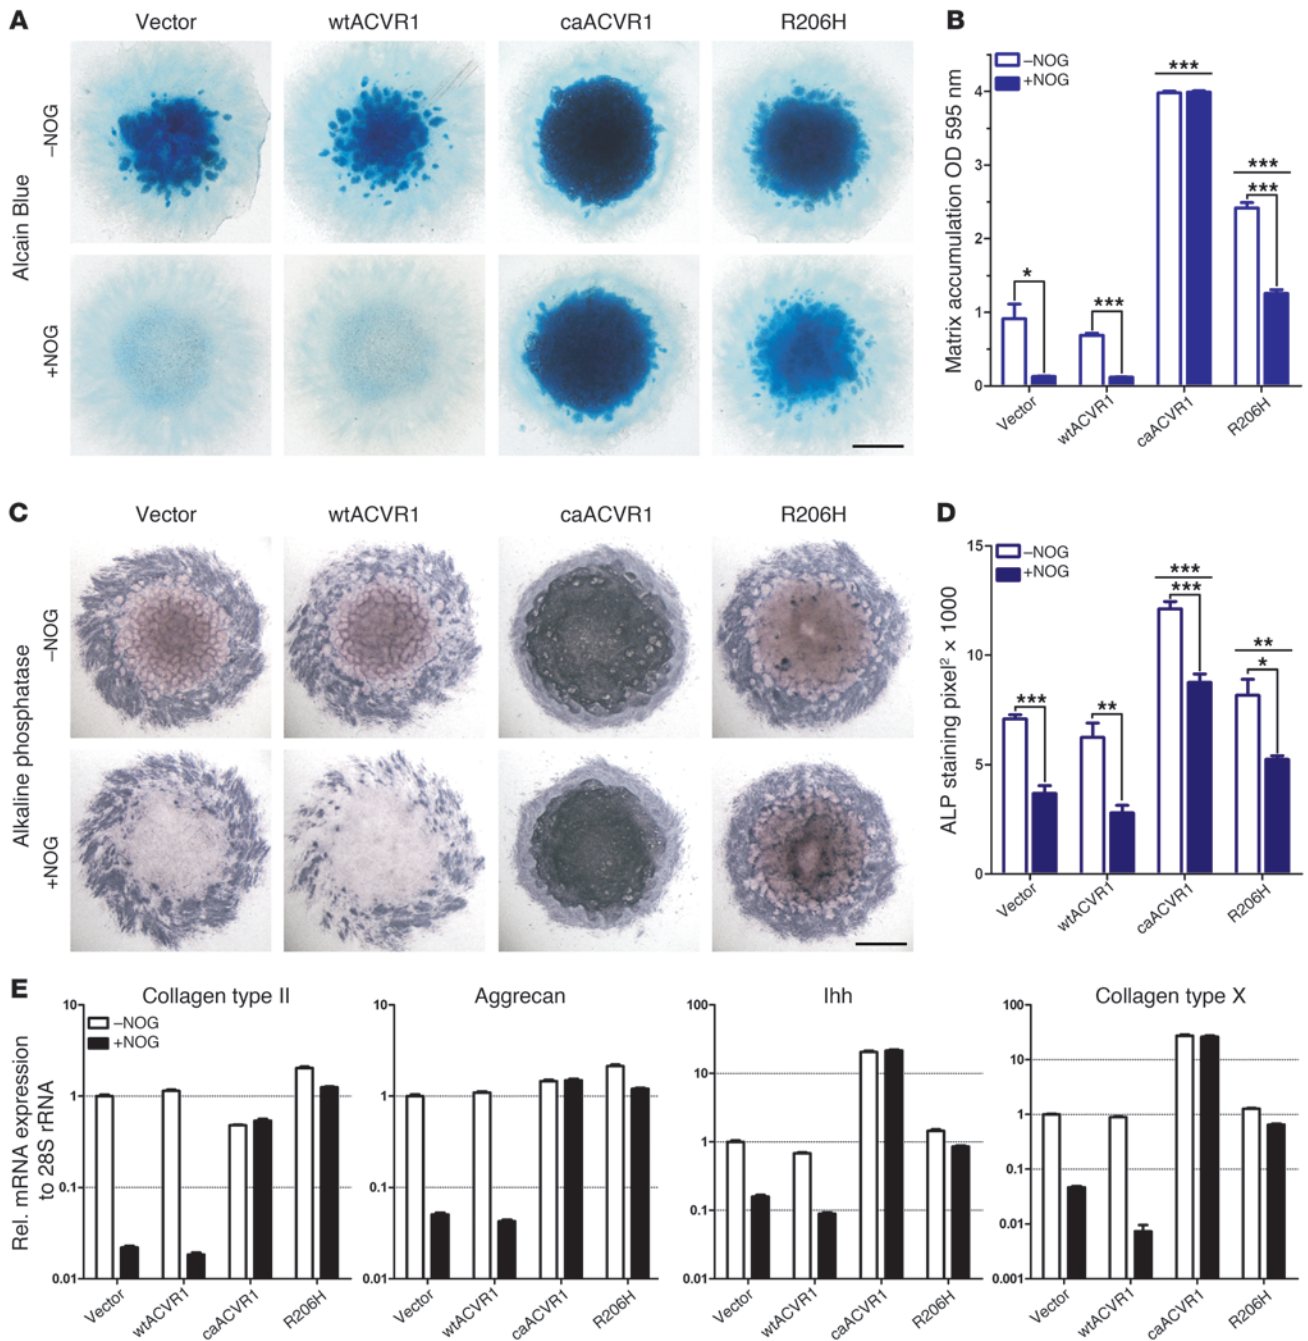 A
Vector
wtACVR1
caACVR1
R206H
–NOG
+NOG
Alcain Blue
B
–NOG
+NOG
Matrix accumulation OD 595 nm
4
3
2
1
0
***
***
***
*
***
Vector
wtACVR1
caACVR1
R206H
C
Vector
wtACVR1
caACVR1
R206H
–NOG
+NOG
Alkaline phosphatase
D
–NOG
+NOG
ALP staining pixel² × 1000
15
10
5
0
***
***
**
*
***
**
Vector
wtACVR1
caACVR1
R206H
E
Rel. mRNA expression
to 28S rRNA
Collagen type II
–NOG
+NOG
10
1
0.1
0.01
Vector
wtACVR1
caACVR1
R206H
Aggrecan
10
1
0.1
0.01
Vector
wtACVR1
caACVR1
R206H
Ihh
100
10
1
0.1
0.01
Vector
wtACVR1
caACVR1
R206H
Collagen type X
100
10
1
0.1
0.01
0.001
Vector
wtACVR1
caACVR1
R206H